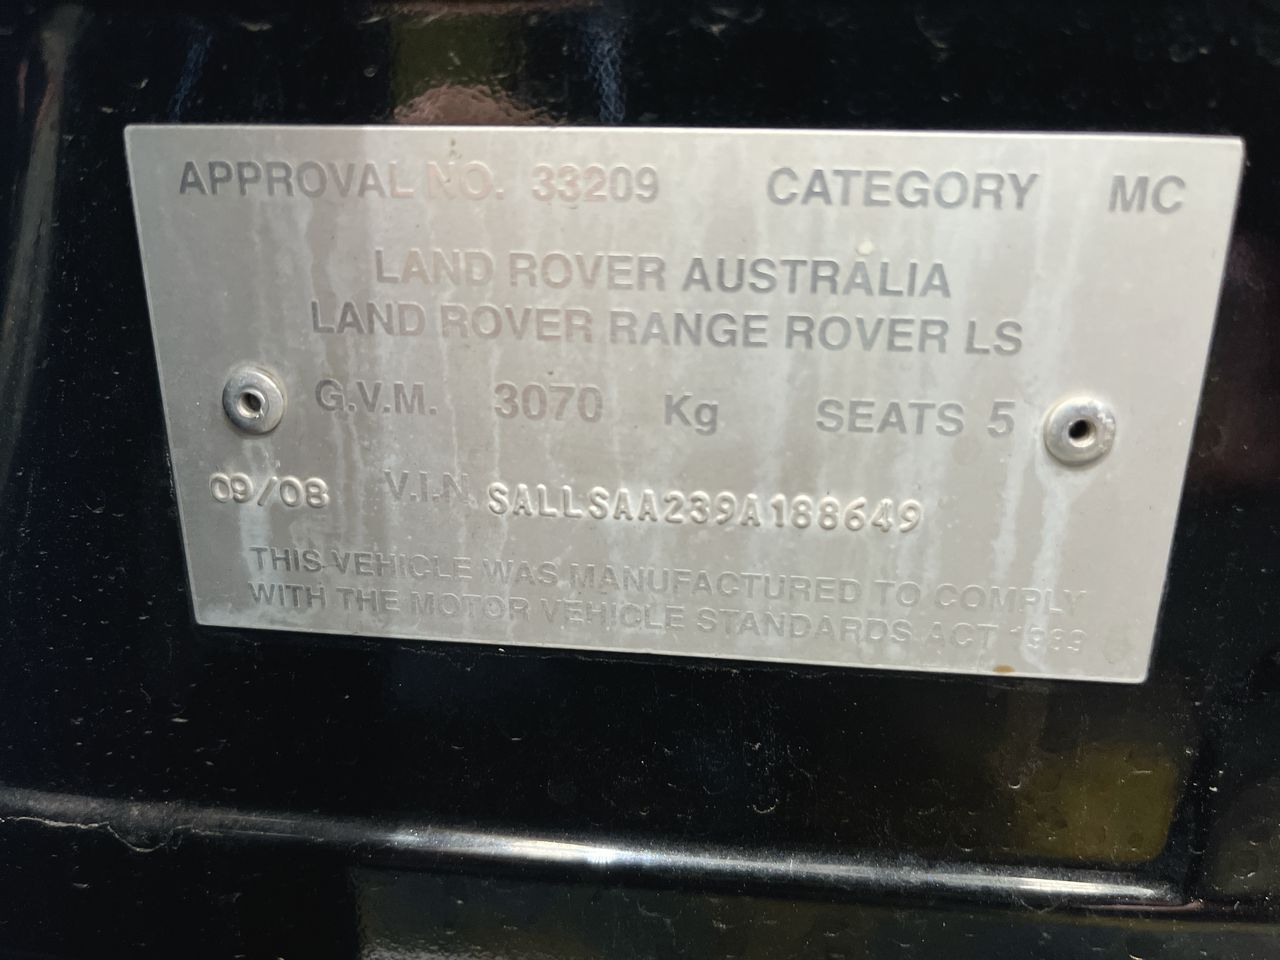 APPROVAL NO. 33209 CATEGORY MC
LAND ROVER AUSTRALIA
LAND ROVER RANGE ROVER LS
G.V.M. 3070 Kg SEATS 5
09/08 V.I.N. SALLSAA239A188649
THIS VEHICLE WAS MANUFACTURED TO COMPLY
WITH THE MOTOR VEHICLE STANDARDS ACT 1989